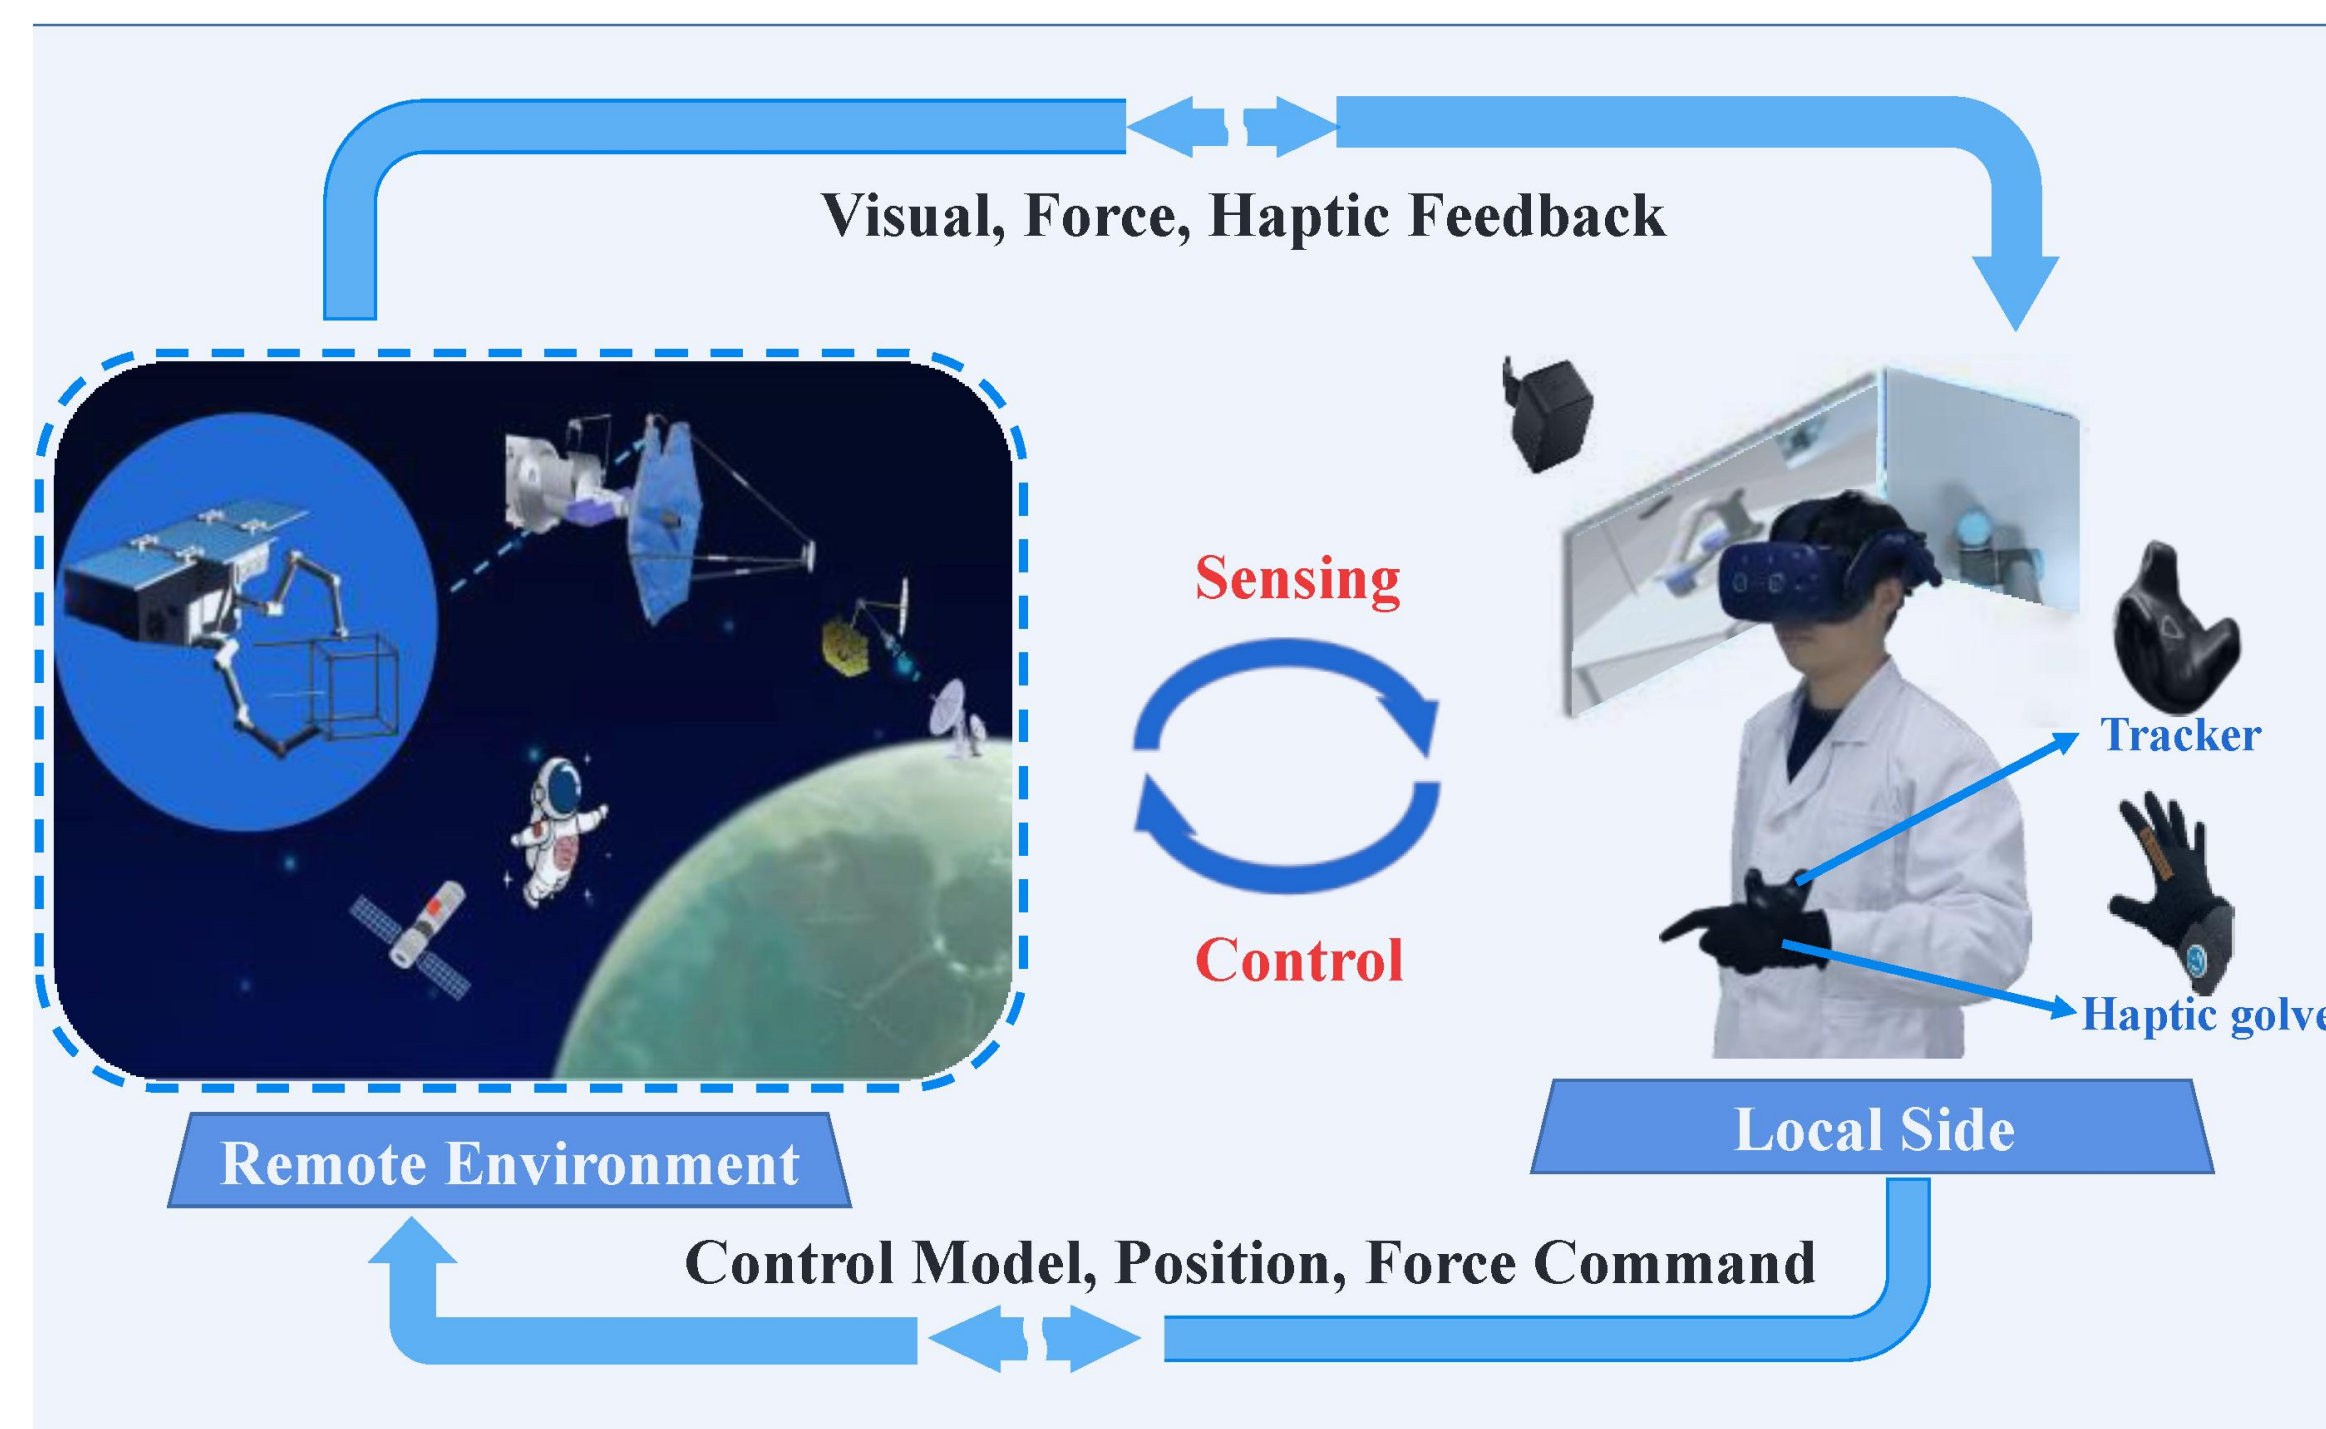 Visual, Force, Haptic Feedback
Sensing
Tracker
Control
Haptic golve
Local Side
Remote Environment
Control Model, Position, Force Command